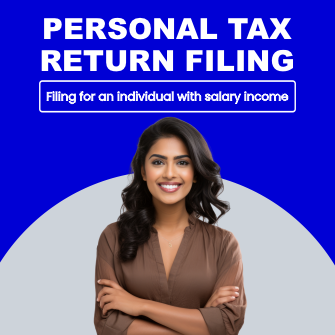 PERSONAL TAX
RETURN FILING
Filing for an individual with salary income